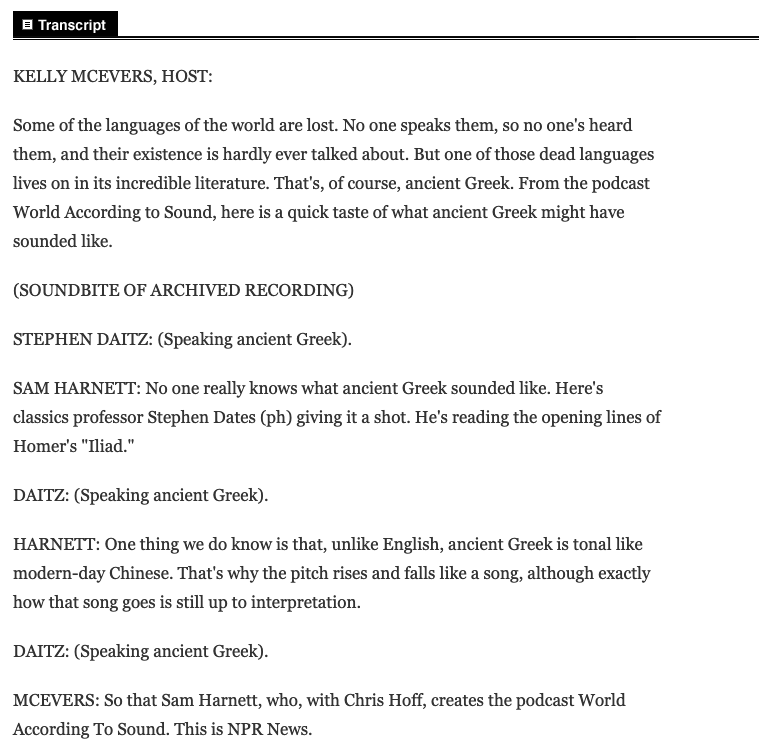 Transcript
KELLY MCEVERS, HOST:
Some of the languages of the world are lost. No one speaks them, so no one's heard
them, and their existence is hardly ever talked about. But one of those dead languages
lives on in its incredible literature. That's, of course, ancient Greek. From the podcast
World According to Sound, here is a quick taste of what ancient Greek might have
sounded like.
(SOUNDBITE OF ARCHIVED RECORDING)
STEPHEN DAITZ: (Speaking ancient Greek).
SAM HARNETT: No one really knows what ancient Greek sounded like. Here's
classics professor Stephen Dates (ph) giving it a shot. He's reading the opening lines of
Homer's "Iliad."
DAITZ: (Speaking ancient Greek).
HARNETT: One thing we do know is that, unlike English, ancient Greek is tonal like
modern-day Chinese. That's why the pitch rises and falls like a song, although exactly
how that song goes is still up to interpretation.
DAITZ: (Speaking ancient Greek).
MCEVERS: So that Sam Harnett, who, with Chris Hoff, creates the podcast World
According To Sound. This is NPR News.